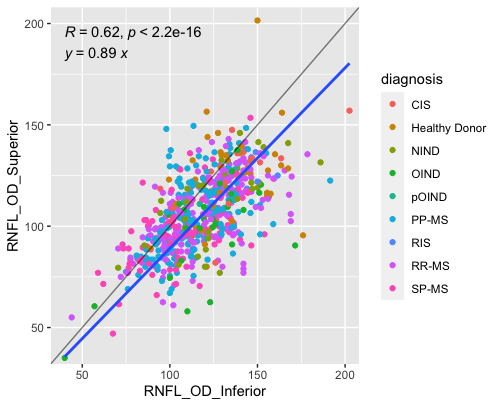 R = 0.62, p < 2.2e-16
y = 0.89 x
200
150
100
50
RNFL_OD_Superior
50 100 150 200
RNFL_OD_Inferior
diagnosis
CIS
Healthy Donor
NIND
OIND
pOIND
PP-MS
RIS
RR-MS
SP-MS